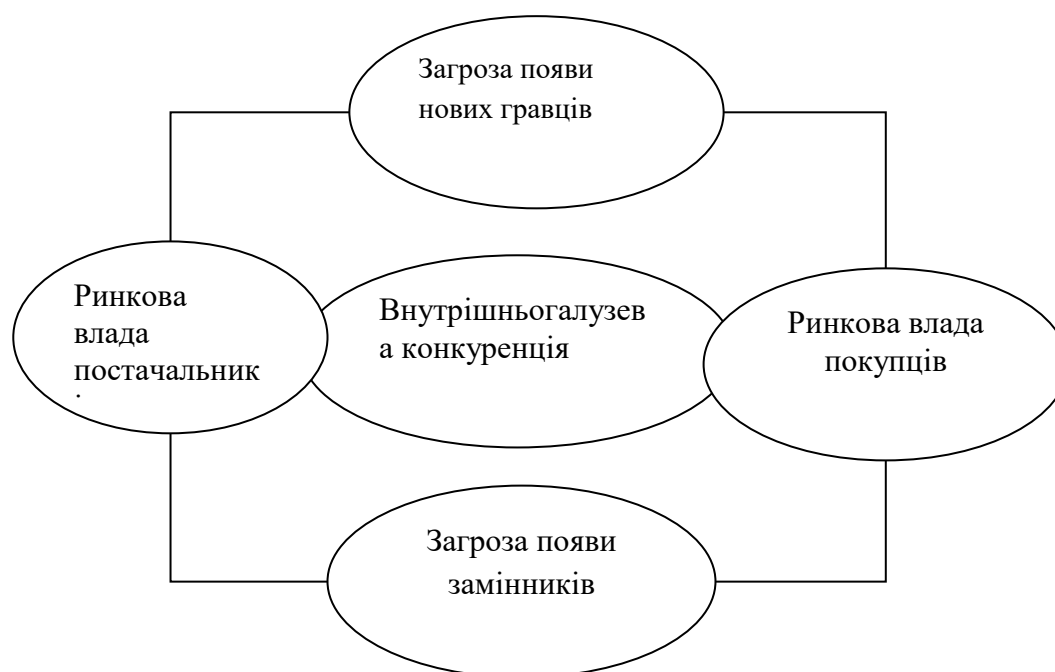 Загроза появи
нових гравців
Ринкова
влада
постачальник
Внутрішньогалузев
а конкуренція
Ринкова влада
покупців
Загроза появи
замінників